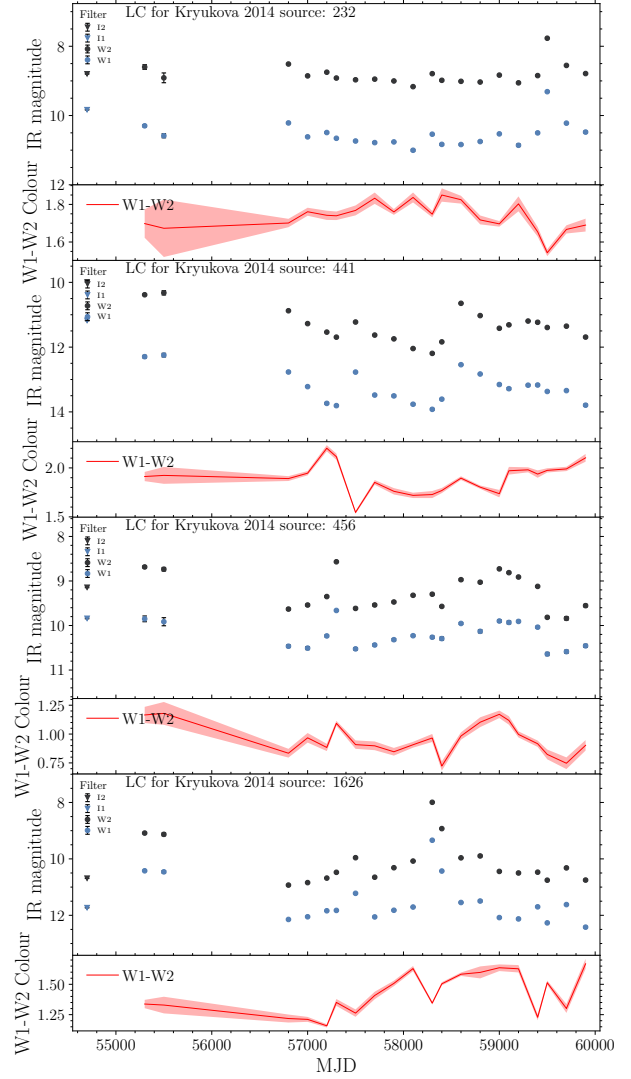 Filter
I2
I1
W2
W1
LC for Kryukova 2014 source: 232
IR magnitude
8
10
12
W1-W2
W1-W2 Colour
1.8
1.6
Filter
I2
I1
W2
W1
LC for Kryukova 2014 source: 441
IR magnitude
10
12
14
W1-W2
W1-W2 Colour
2.0
1.5
Filter
I2
I1
W2
W1
LC for Kryukova 2014 source: 456
IR magnitude
8
9
10
11
W1-W2
W1-W2 Colour
1.25
1.00
0.75
Filter
I2
I1
W2
W1
LC for Kryukova 2014 source: 1626
IR magnitude
8
10
12
W1-W2
W1-W2 Colour
1.50
1.25
55000 56000 57000 58000 59000 60000
MJD